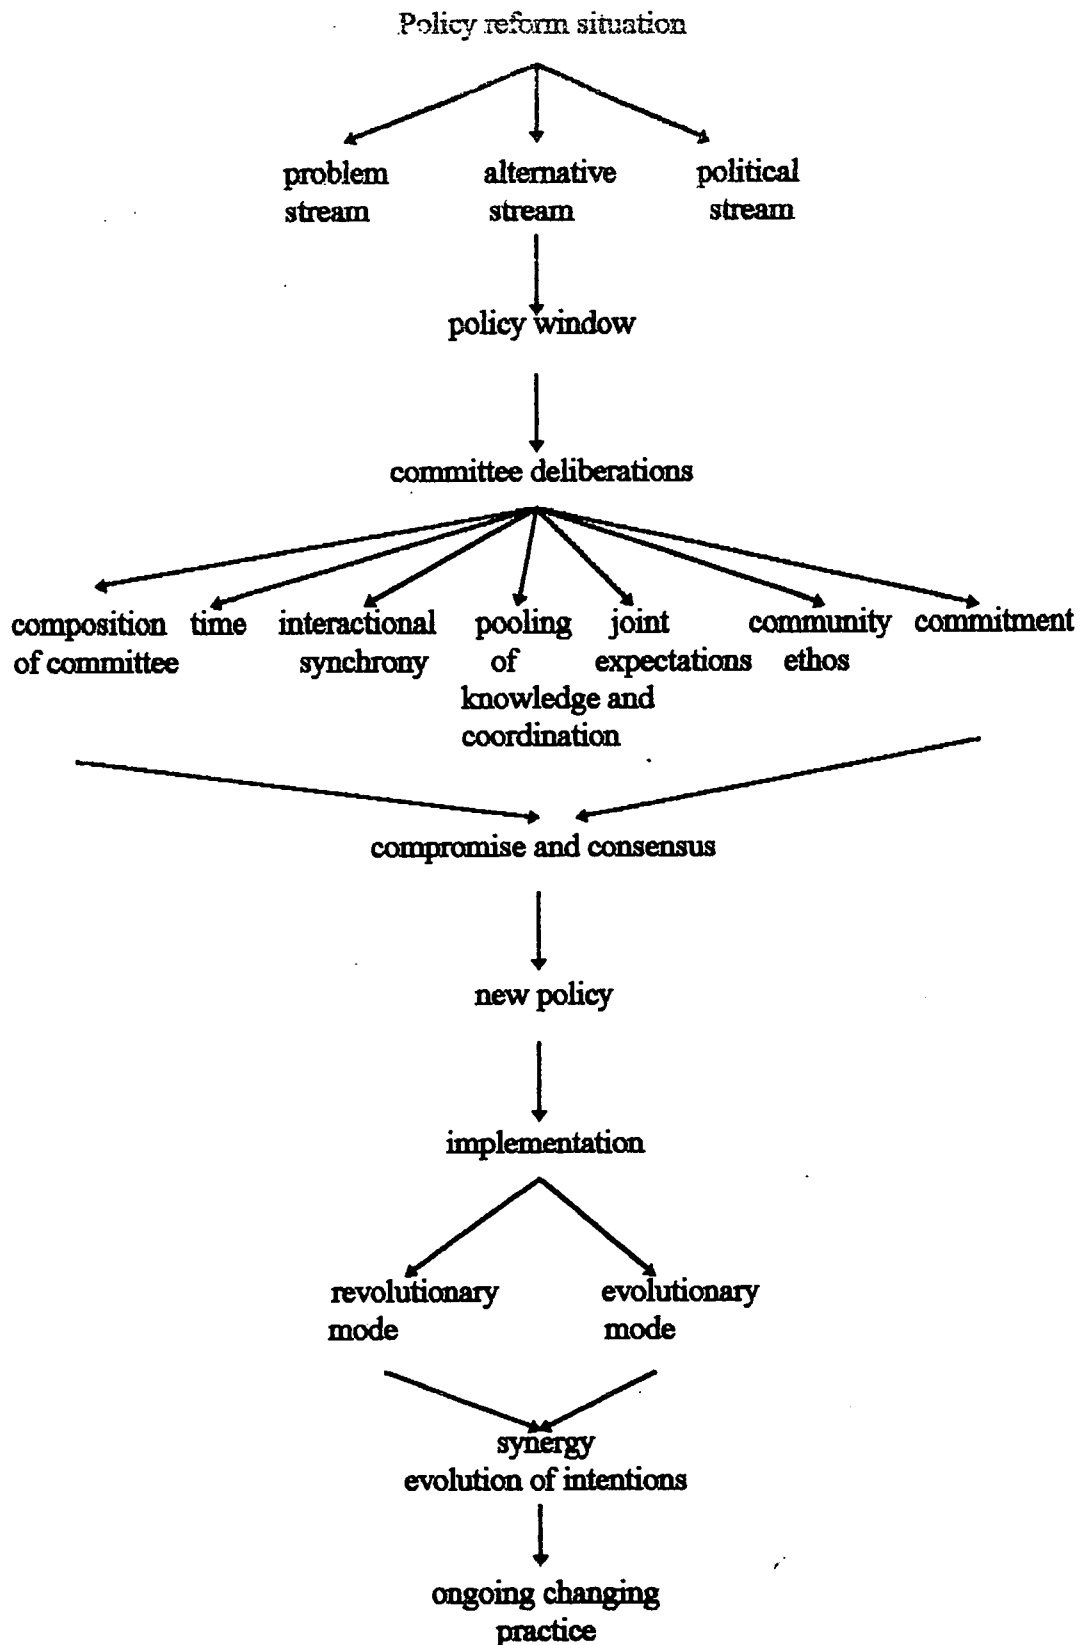 Policy reform situation
problem alternative political
stream stream stream
policy window
committee deliberations
composition time interactional pooling joint community commitment
of committee synchrony of expectations ethos
knowledge and
coordination
compromise and consensus
new policy
implementation
revolutionary evolutionary
mode mode
synergy
evolution of intentions
ongoing changing
practice